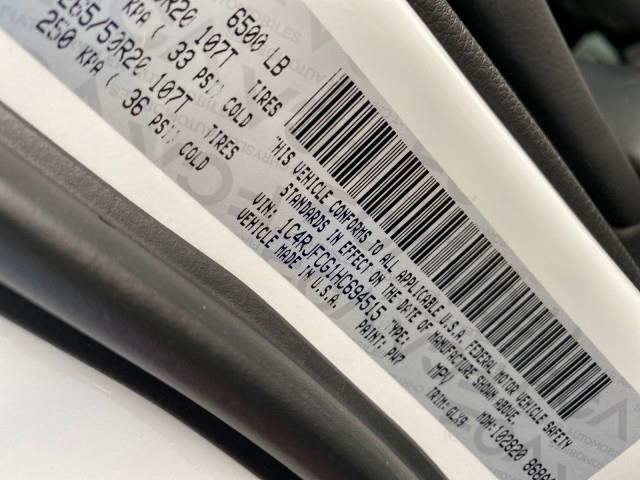 6500 LB
265/50R20 107T TIRES
KPA ( 33 PSI) COLD
265/50R20 107T TIRES
250 KPA ( 36 PSI) COLD
THIS VEHICLE CONFORMS TO ALL APPLICABLE U.S.A. FEDERAL MOTOR VEHICLE SAFETY
STANDARDS IN EFFECT ON THE DATE OF MANUFACTURE SHOWN ABOVE.
VIN: 1C4RJFCG1HC694515 TYPE: MPV MDH: 102820
VEHICLE MADE IN U.S.A. PAINT: PW7 TRIM: QLJ9